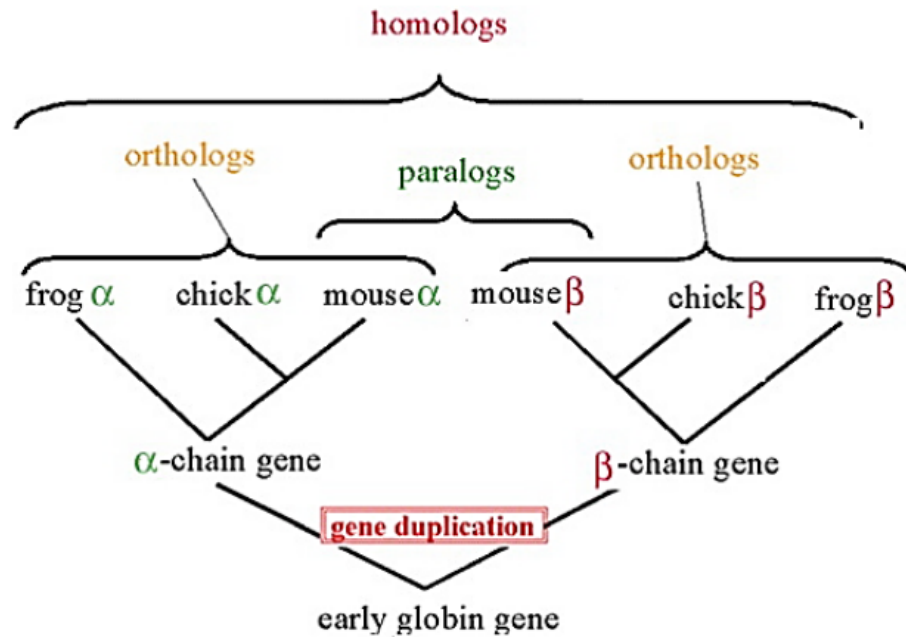 homologs
orthologs
paralogs
orthologs
frog α
chick α
mouse α
mouse β
chick β
frog β
α-chain gene
β-chain gene
gene duplication
early globin gene